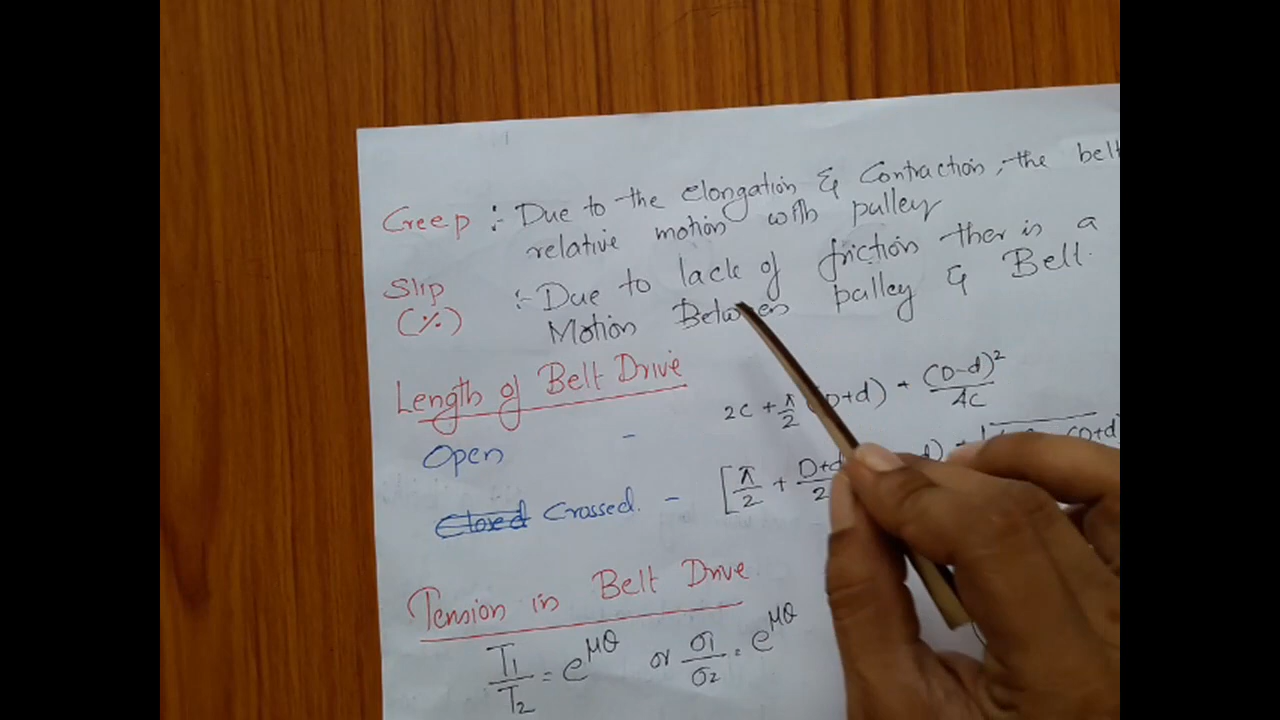 Creep :- Due to the elongation & Contraction, the belt
relative motion with pulley
Slip :- Due to lack of friction ther is a
(%) Motion Between pulley & Belt.
Length of Belt Drive
Open - 2C + π/2 (D+d) + (D-d)²/4C
Closed Crossed. - [π/2 + D+d/2
Tension in Belt Drive
T1/T2 = e^μθ or σ1/σ2 = e^μθ